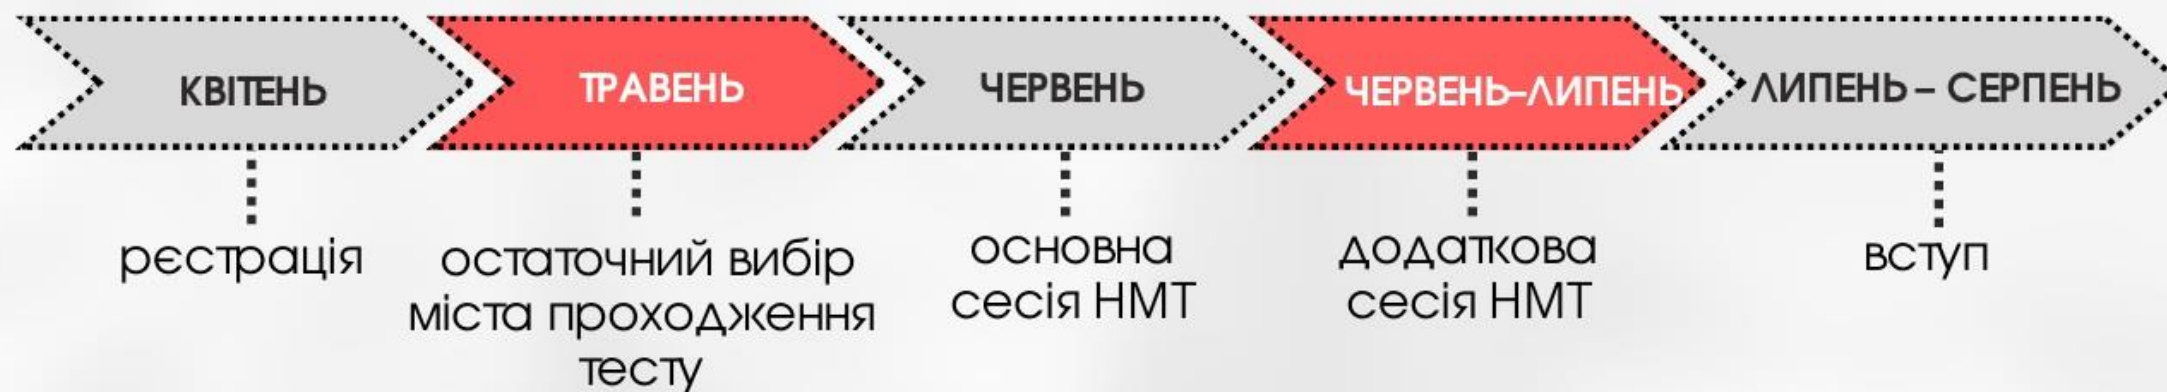 КВІТЕНЬ
ТРАВЕНЬ
ЧЕРВЕНЬ
ЧЕРВЕНЬ–ЛИПЕНЬ
ЛИПЕНЬ – СЕРПЕНЬ
рєстрація
остаточний вибір
міста проходження
тесту
основна
сесія НМТ
додаткова
сесія НМТ
вступ